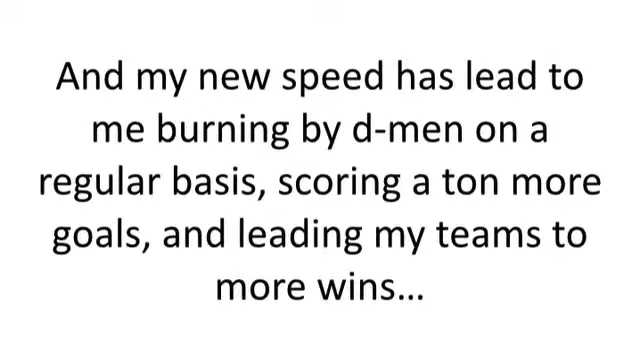 And my new speed has lead to
me burning by d-men on a
regular basis, scoring a ton more
goals, and leading my teams to
more wins...